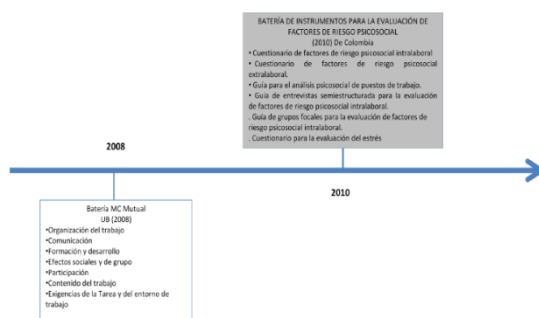 BATERÍA DE INSTRUMENTOS PARA LA EVALUACIÓN DE
FACTORES DE RIESGO PSICOSOCIAL
(2010) De Colombia
• Cuestionario de factores de riesgo psicosocial intralaboral
• Cuestionario de factores de riesgo psicosocial
extralaboral.
• Guía para el análisis psicosocial de puestos de trabajo.
• Guía de entrevistas semiestructurada para la evaluación
de factores de riesgo psicosocial intralaboral.
. Guía de grupos focales para la evaluación de factores de
riesgo psicosocial intralaboral.
. Cuestionario para la evaluación del estrés
2008
2010
Batería MC Mutual
UB (2008)
•Organización del trabajo
•Comunicación
•Formación y desarrollo
•Efectos sociales y de grupo
•Participación
•Contenido del trabajo
•Exigencias de la Tarea y del entorno de
trabajo